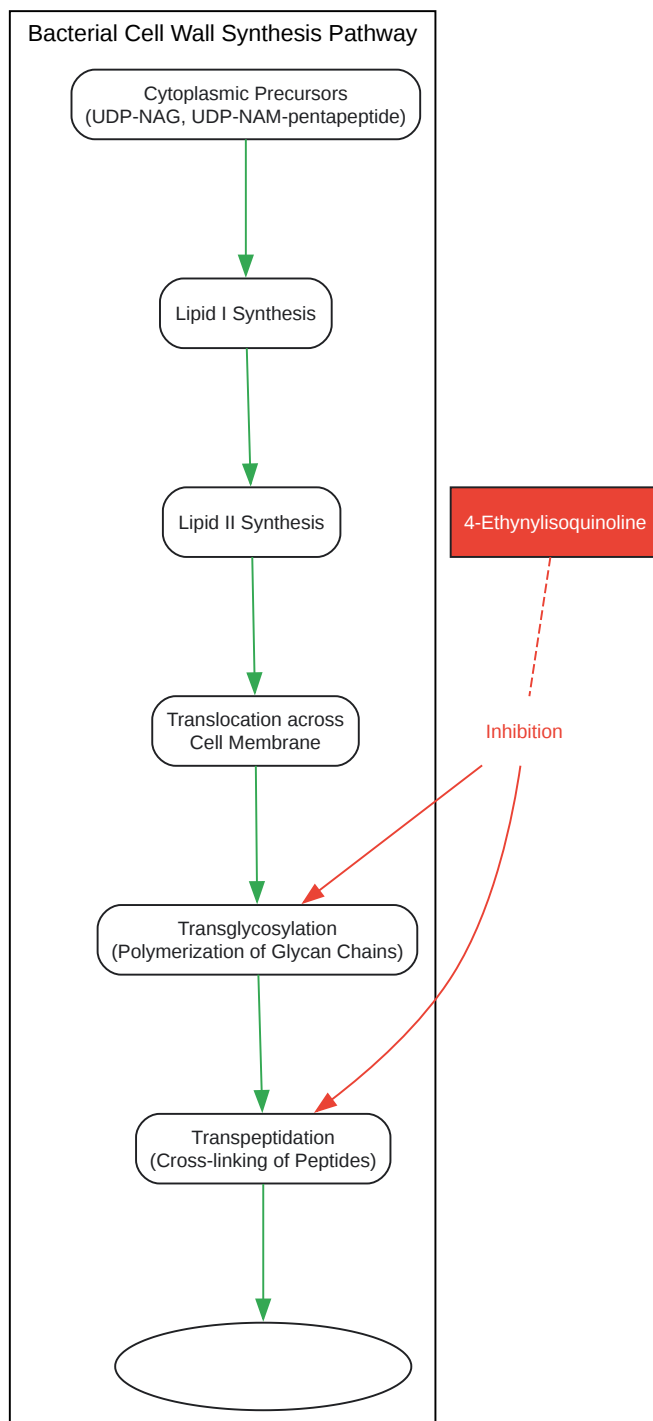 Bacterial Cell Wall Synthesis Pathway
Cytoplasmic Precursors
(UDP-NAG, UDP-NAM-pentapeptide)
Lipid I Synthesis
Lipid II Synthesis
4-Ethynylisoquinoline
Translocation across
Cell Membrane
Inhibition
Transglycosylation
(Polymerization of Glycan Chains)
Transpeptidation
(Cross-linking of Peptides)